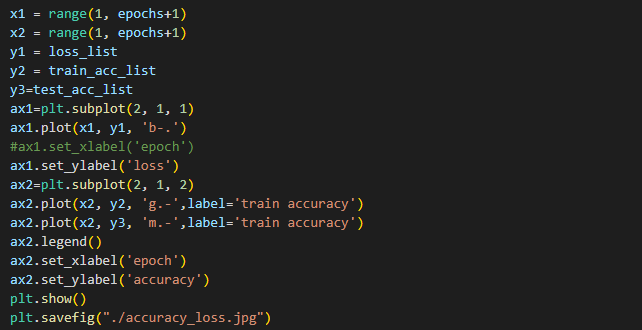 x1 = range(1, epochs+1)
x2 = range(1, epochs+1)
y1 = loss_list
y2 = train_acc_list
y3=test_acc_list
ax1=plt.subplot(2, 1, 1)
ax1.plot(x1, y1, 'b-.')
#ax1.set_xlabel('epoch')
ax1.set_ylabel('loss')
ax2=plt.subplot(2, 1, 2)
ax2.plot(x2, y2, 'g.-',label='train accuracy')
ax2.plot(x2, y3, 'm.-',label='train accuracy')
ax2.legend()
ax2.set_xlabel('epoch')
ax2.set_ylabel('accuracy')
plt.show()
plt.savefig("./accuracy_loss.jpg")